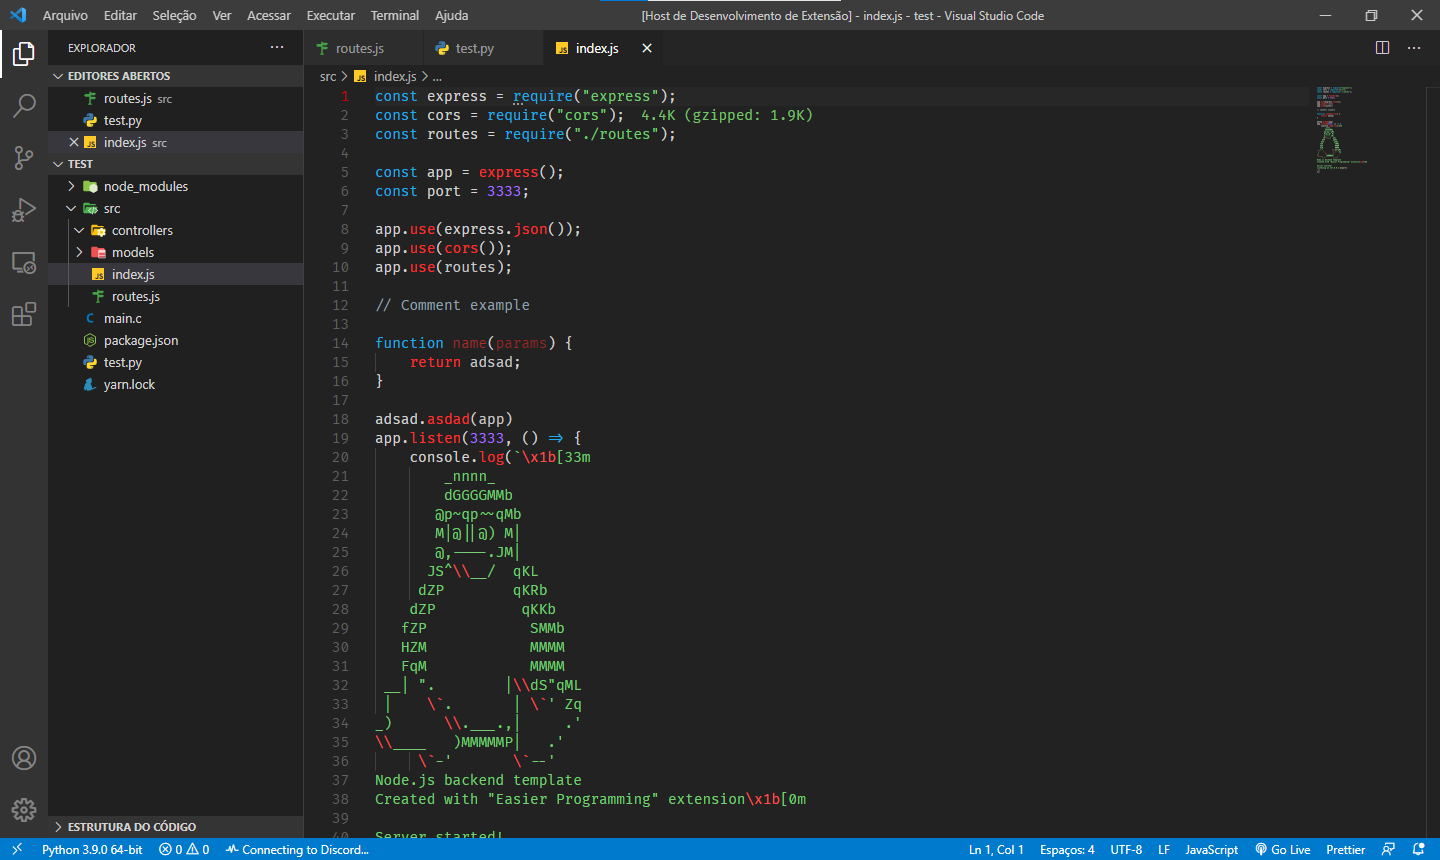 Arquivo Editar Seleção Ver Acessar Executar Terminal Ajuda
[Host de Desenvolvimento de Extensão] - index.js - test - Visual Studio Code
EXPLORADOR
EDITORES ABERTOS
routes.js src
test.py
index.js src
TEST
node_modules
src
controllers
models
index.js
routes.js
main.c
package.json
test.py
yarn.lock
ESTRUTURA DO CÓDIGO
routes.js test.py JS index.js
src > JS index.js > ...
1 const express = require("express");
2 const cors = require("cors"); 4.4K (gzipped: 1.9K)
3 const routes = require("./routes");
4
5 const app = express();
6 const port = 3333;
7
8 app.use(express.json());
9 app.use(cors());
10 app.use(routes);
11
12 // Comment example
13
14 function name(params) {
15     return adsad;
16 }
17
18 adsad.asdad(app)
19 app.listen(3333, () => {
20     console.log(`\x1b[33m
21         _nnnn_
22         dGGGGMMb
23        @p~qp~~qMb
24        M|@||@) M|
25        @,----.JM|
26       JS^\\__/  qKL
27      dZP        qKRb
28     dZP          qKKb
29    fZP            SMMb
30    HZM            MMMM
31    FqM            MMMM
32  __| ".        |\\dS"qML
33  |    \`.       | \`' Zq
34 _)      \\.___.,|     .'
35 \\____   )MMMMMP|   .'
36      \`-'       \`--'
37 Node.js backend template
38 Created with "Easier Programming" extension\x1b[0m
39
40 Server started!
Python 3.9.0 64-bit 0 0 Connecting to Discord... Ln 1, Col 1 Espaços: 4 UTF-8 LF JavaScript Go Live Prettier